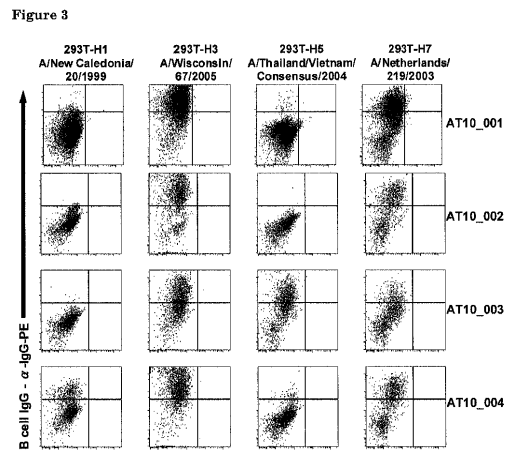 Figure 3
293T-H1
A/New Caledonia/
20/1999
293T-H3
A/Wisconsin/
67/2005
293T-H5
A/Thailand/Vietnam/
Consensus/2004
293T-H7
A/Netherlands/
219/2003
AT10_001
AT10_002
AT10_003
AT10_004
B cell IgG - α-IgG-PE